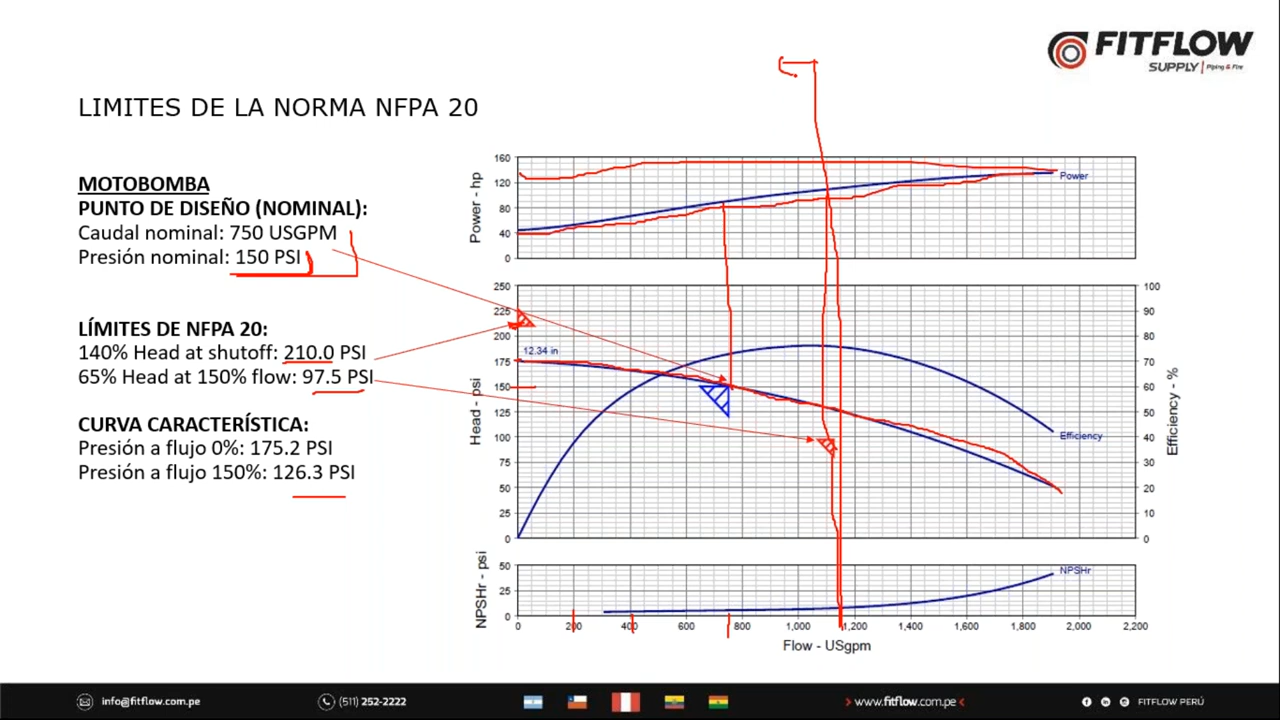 FITFLOW
SUPPLY | Piping & Fire
LIMITES DE LA NORMA NFPA 20
MOTOBOMBA
PUNTO DE DISEÑO (NOMINAL):
Caudal nominal: 750 USGPM
Presión nominal: 150 PSI
LÍMITES DE NFPA 20:
140% Head at shutoff: 210.0 PSI
65% Head at 150% flow: 97.5 PSI
CURVA CARACTERÍSTICA:
Presión a flujo 0%: 175.2 PSI
Presión a flujo 150%: 126.3 PSI
Power - hp
160
120
80
40
0
Power
Head - psi
250
225
200
175
150
125
100
75
50
25
0
12.34 in
Efficiency
100
90
80
70
60
50
40
30
20
10
0
Efficiency - %
NPSHr - psi
50
25
0
NPSHr
0 200 400 600 800 1,000 1,200 1,400 1,600 1,800 2,000 2,200
Flow - USgpm
info@fitflow.com.pe
(511) 252-2222
www.fitflow.com.pe
FITFLOW PERÚ